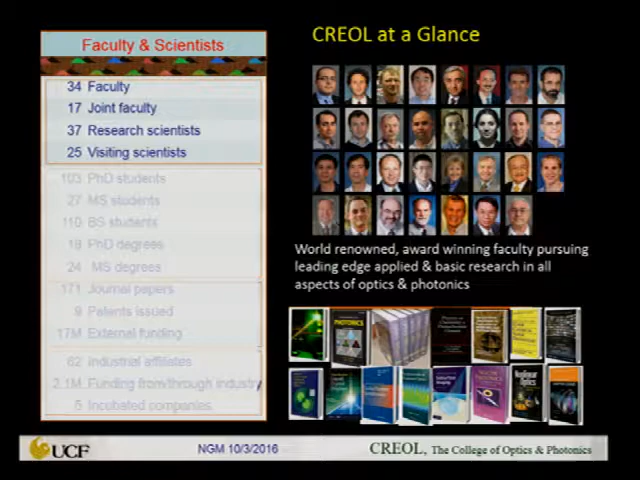 CREOL at a Glance
Faculty & Scientists
34 Faculty
17 Joint faculty
37 Research scientists
25 Visiting scientists
103 PhD students
27 MS students
110 BS students
18 PhD degrees
24 MS degrees
171 Journal papers
9 Patents issued
17M External funding
62 Industrial affiliates
2.1M Funding from/through industry
5 Incubated companies
World renowned, award winning faculty pursuing
leading edge applied & basic research in all
aspects of optics & photonics
PHOTONICS
Nonlinear
Optics
UCF
NGM 10/3/2016
CREOL, The College of Optics & Photonics